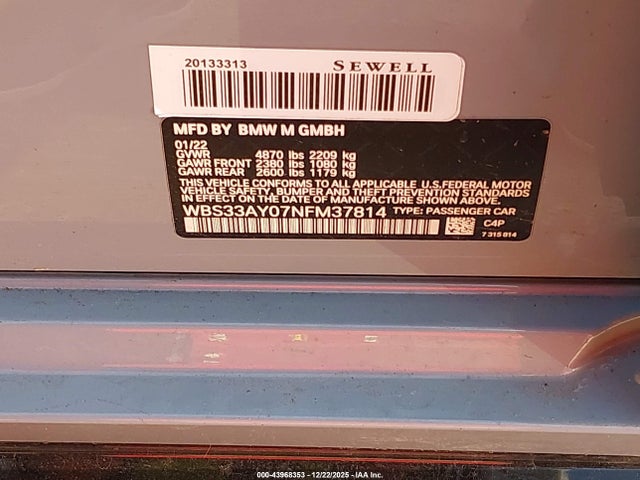 20133313 SEWELL
MFD BY BMW M GMBH
01/22
GVWR 4870 lbs 2209 kg
GAWR FRONT 2380 lbs 1080 kg
GAWR REAR 2600 lbs 1179 kg
THIS VEHICLE CONFORMS TO ALL APPLICABLE U.S.FEDERAL MOTOR
VEHICLE SAFETY, BUMPER, AND THEFT PREVENTION STANDARDS
IN EFFECT ON THE DATE OF MANUFACTURE SHOWN ABOVE.
WBS33AY07NFM37814 TYPE: PASSENGER CAR
C4P
7 315 814
000-43968353 - 12/22/2025 - IAA Inc.